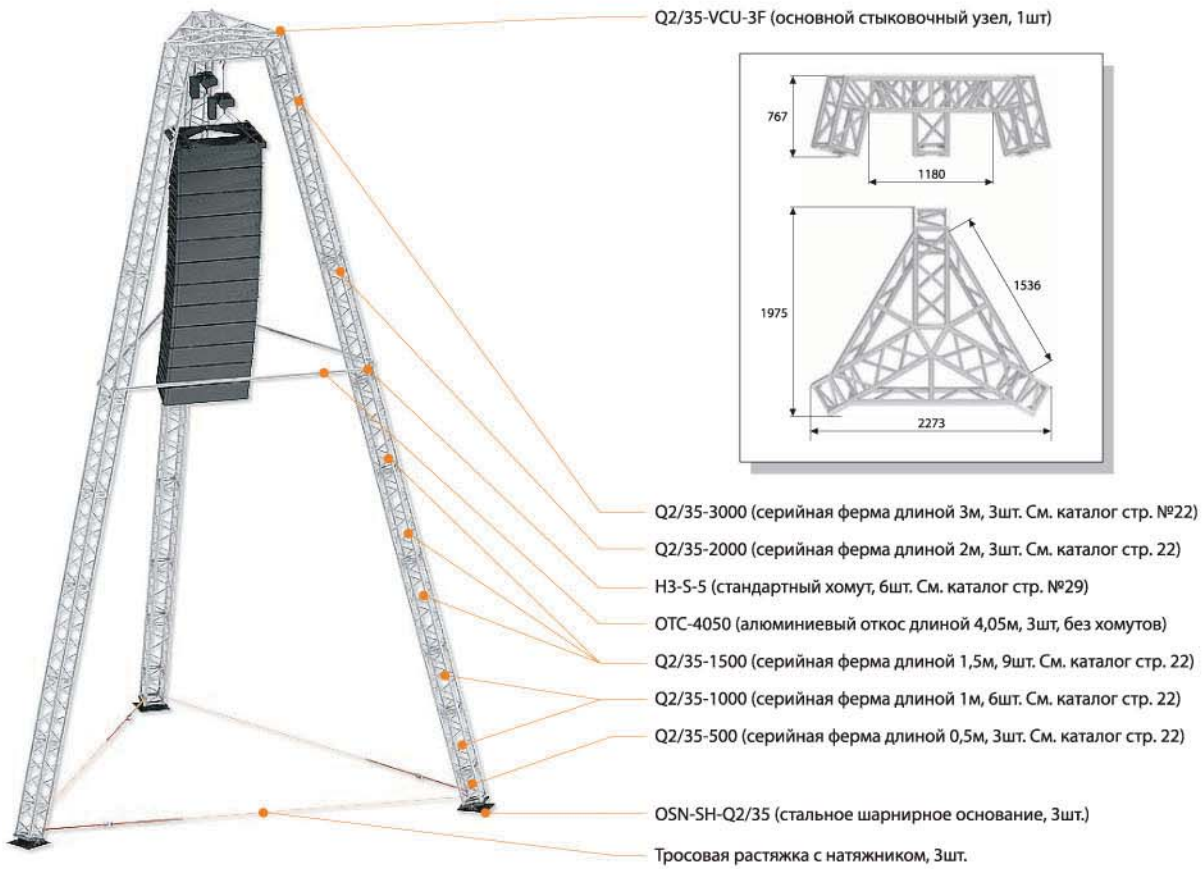 Q2/35-VCU-3F (основной стыковочный узел, 1шт)
767
1180
1975
1536
2273
Q2/35-3000 (серийная ферма длиной 3м, 3шт. См. каталог стр. №22)
Q2/35-2000 (серийная ферма длиной 2м, 3шт. См. каталог стр. 22)
H3-S-5 (стандартный хомут, 6шт. См. каталог стр. №29)
ОТС-4050 (алюминиевый откос длиной 4,05м, 3шт, без хомутов)
Q2/35-1500 (серийная ферма длиной 1,5м, 9шт. См. каталог стр. 22)
Q2/35-1000 (серийная ферма длиной 1м, 6шт. См. каталог стр. 22)
Q2/35-500 (серийная ферма длиной 0,5м, 3шт. См. каталог стр. 22)
OSN-SH-Q2/35 (стальное шарнирное основание, 3шт.)
Тросовая растяжка с натяжником, 3шт.